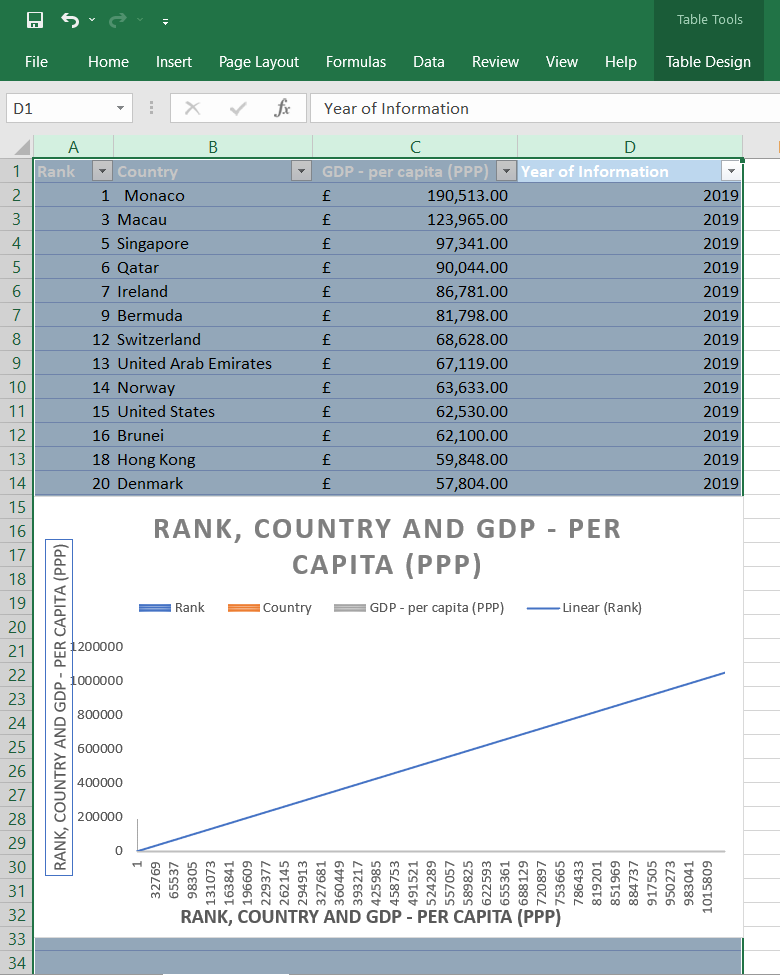 Table Tools
File Home Insert Page Layout Formulas Data Review View Help Table Design
D1 fx Year of Information
A B C D
1 Rank Country GDP - per capita (PPP) Year of Information
2 1 Monaco £ 190,513.00 2019
3 3 Macau £ 123,965.00 2019
4 5 Singapore £ 97,341.00 2019
5 6 Qatar £ 90,044.00 2019
6 7 Ireland £ 86,781.00 2019
7 9 Bermuda £ 81,798.00 2019
8 12 Switzerland £ 68,628.00 2019
9 13 United Arab Emirates £ 67,119.00 2019
10 14 Norway £ 63,633.00 2019
11 15 United States £ 62,530.00 2019
12 16 Brunei £ 62,100.00 2019
13 18 Hong Kong £ 59,848.00 2019
14 20 Denmark £ 57,804.00 2019
15
16
17
18
19
20
21
22
23
24
25
26
27
28
29
30
31
32
33
34
RANK, COUNTRY AND GDP - PER
CAPITA (PPP)
Rank Country GDP - per capita (PPP) Linear (Rank)
RANK, COUNTRY AND GDP - PER CAPITA (PPP)
1200000
1000000
800000
600000
400000
200000
0
1 32769 65537 98305 131073 163841 196609 229377 262145 294913 327681 360449 393217 425985 458753 491521 524289 557057 589825 622593 655361 688129 720897 753665 786433 819201 851969 884737 917505 950273 983041 1015809
RANK, COUNTRY AND GDP - PER CAPITA (PPP)